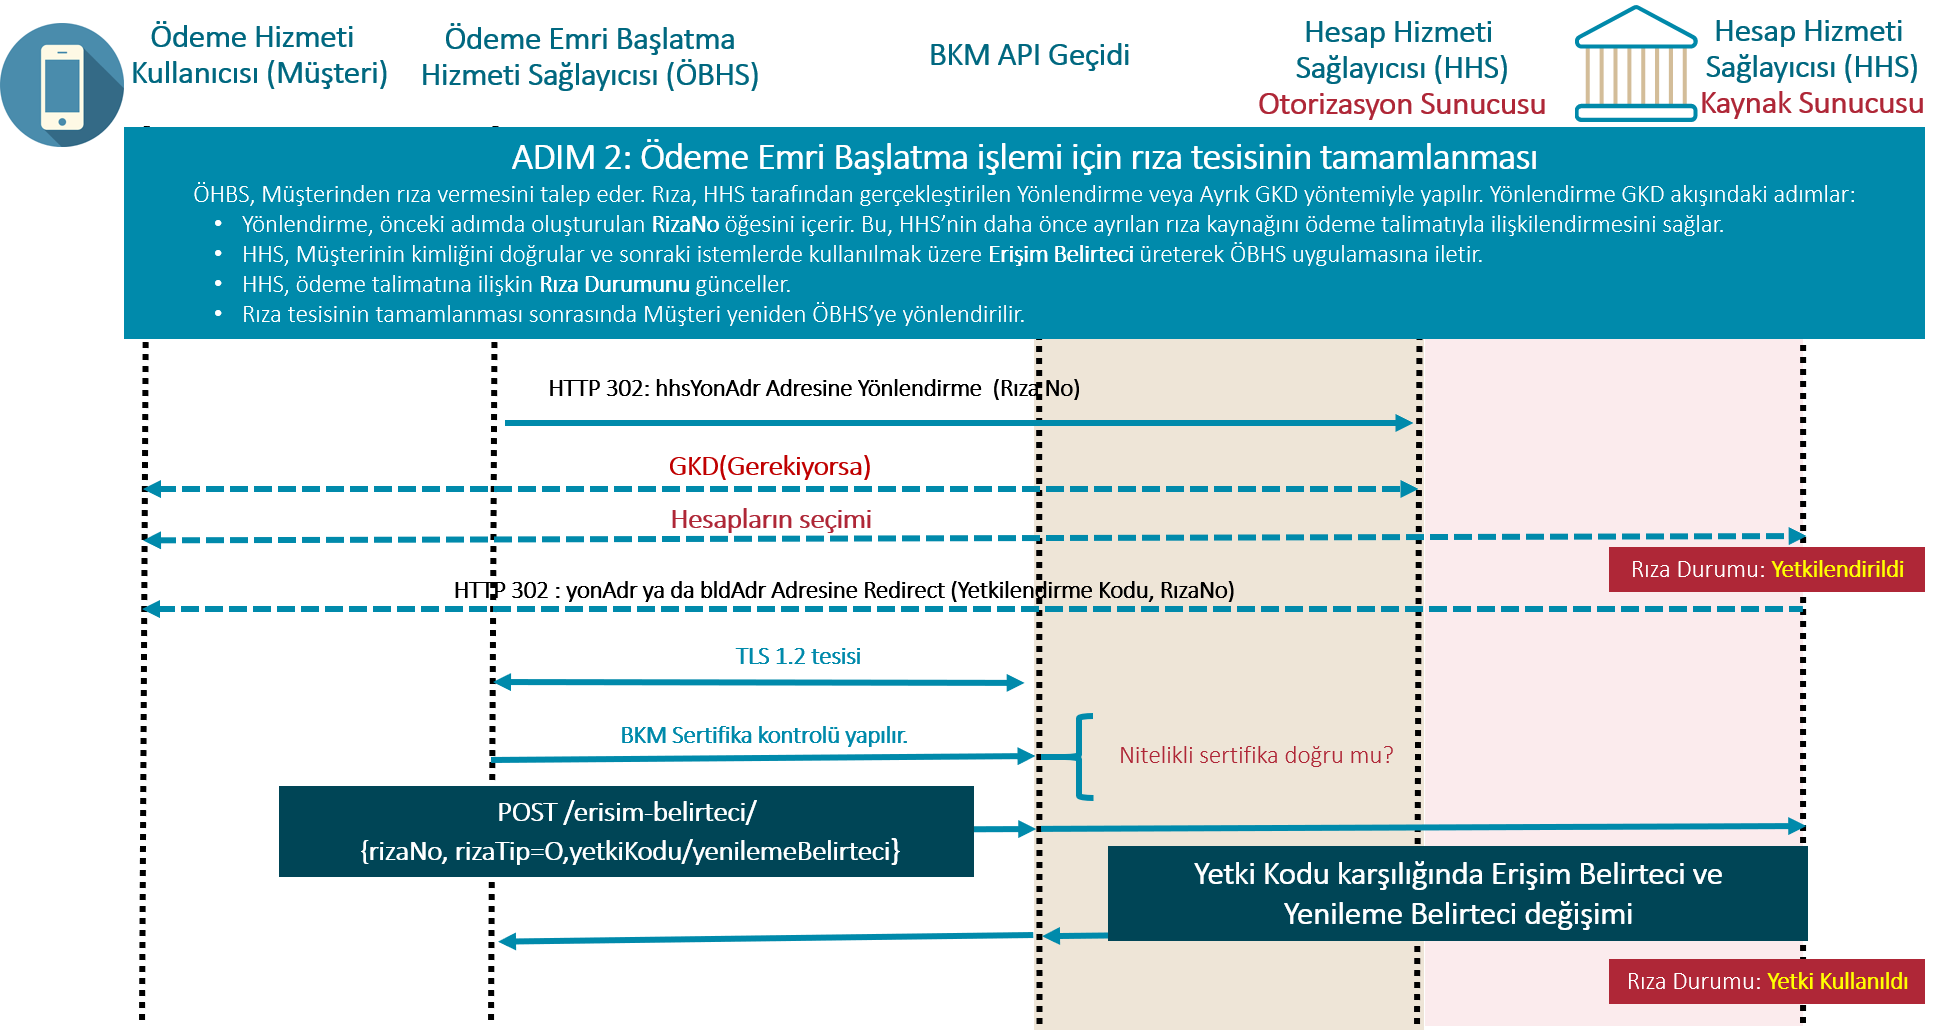 Ödeme Hizmeti
Kullanıcısı (Müşteri)
Ödeme Emri Başlatma
Hizmeti Sağlayıcısı (ÖBHS)
BKM API Geçidi
Hesap Hizmeti
Sağlayıcısı (HHS)
Otorizasyon Sunucusu
Hesap Hizmeti
Sağlayıcısı (HHS)
Kaynak Sunucusu
ADIM 2: Ödeme Emri Başlatma işlemi için rıza tesisinin tamamlanması
ÖHBS, Müşterinden rıza vermesini talep eder. Rıza, HHS tarafından gerçekleştirilen Yönlendirme veya Ayrık GKD yöntemiyle yapılır. Yönlendirme GKD akışındaki adımlar:
• Yönlendirme, önceki adımda oluşturulan RizaNo öğesini içerir. Bu, HHS’nin daha önce ayrılan rıza kaynağını ödeme talimatıyla ilişkilendirmesini sağlar.
• HHS, Müşterinin kimliğini doğrular ve sonraki istemlerde kullanılmak üzere Erişim Belirteci üreterek ÖBHS uygulamasına iletir.
• HHS, ödeme talimatına ilişkin Rıza Durumunu günceller.
• Rıza tesisinin tamamlanması sonrasında Müşteri yeniden ÖBHS’ye yönlendirilir.
HTTP 302: hhsYonAdr Adresine Yönlendirme (Rıza No)
GKD(Gerekiyorsa)
Hesapların seçimi
Rıza Durumu: Yetkilendirildi
HTTP 302 : yonAdr ya da bldAdr Adresine Redirect (Yetkilendirme Kodu, RızaNo)
TLS 1.2 tesisi
BKM Sertifika kontrolü yapılır.
Nitelikli sertifika doğru mu?
POST /erisim-belirteci/
{rizaNo, rizaTip=O,yetkiKodu/yenilemeBelirteci}
Yetki Kodu karşılığında Erişim Belirteci ve
Yenileme Belirteci değişimi
Rıza Durumu: Yetki Kullanıldı